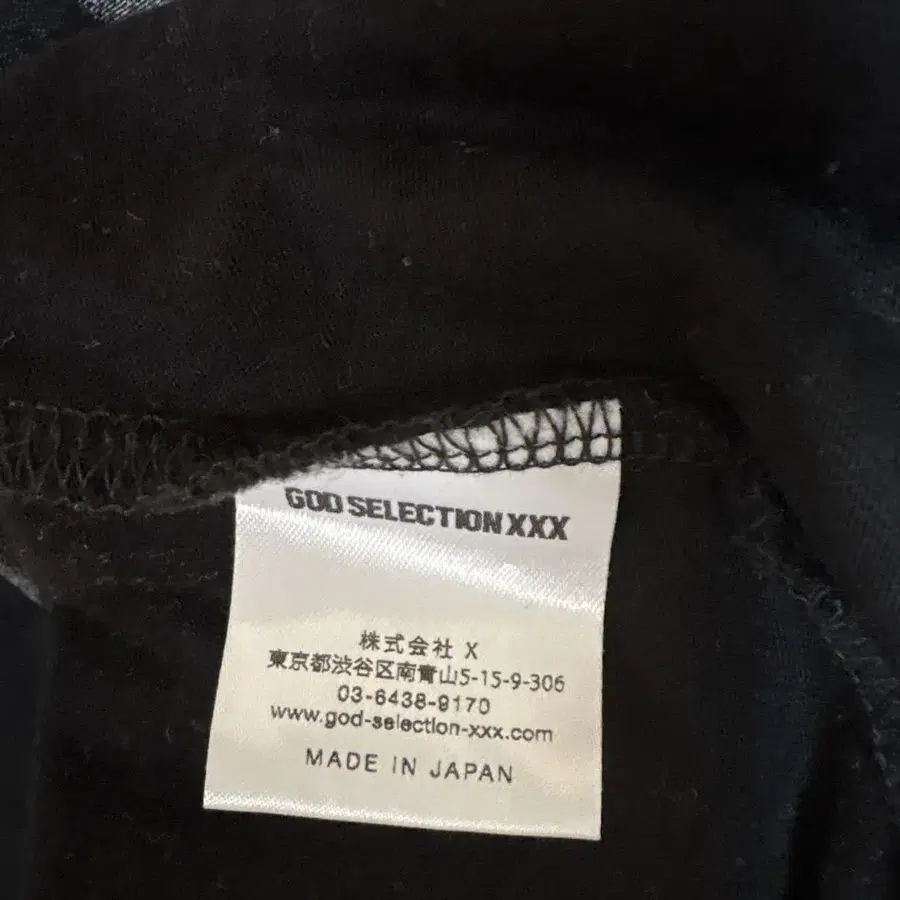 GOD SELECTION XXX
株式会社 X
東京都渋谷区南青山5-15-9-306
03-6438-9170
www.god-selection-xxx.com
MADE IN JAPAN